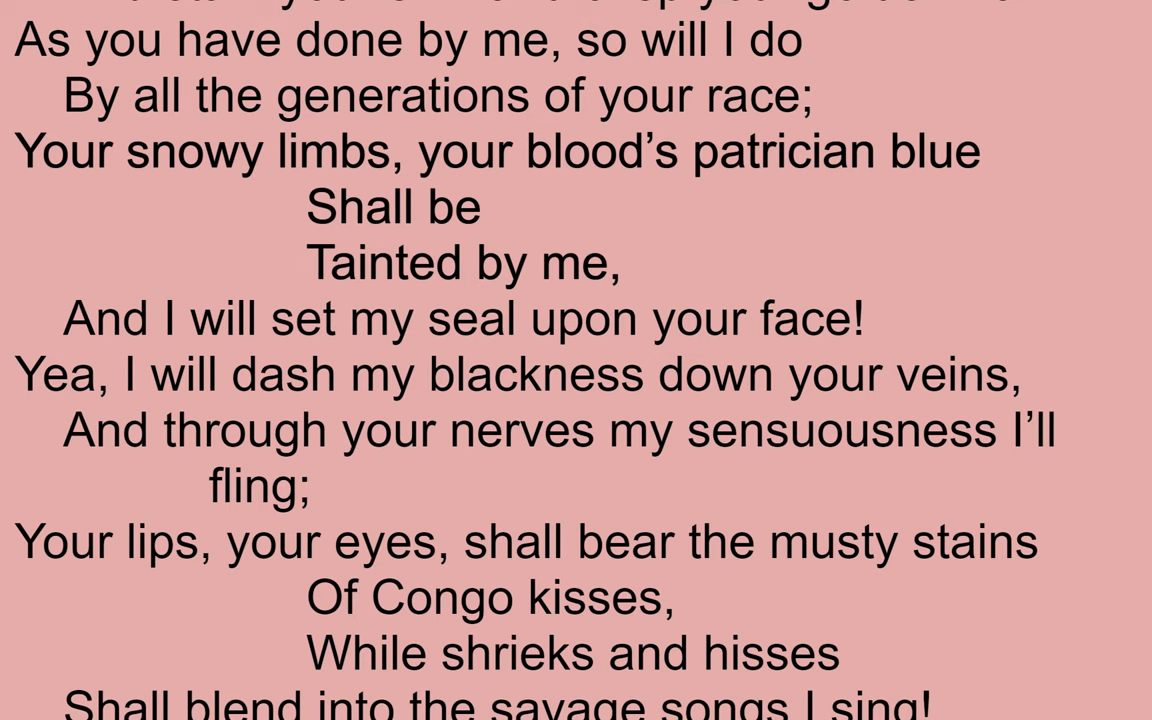 As you have done by me, so will I do
By all the generations of your race;
Your snowy limbs, your blood’s patrician blue
Shall be
Tainted by me,
And I will set my seal upon your face!
Yea, I will dash my blackness down your veins,
And through your nerves my sensuousness I’ll
fling;
Your lips, your eyes, shall bear the musty stains
Of Congo kisses,
While shrieks and hisses
Shall blend into the savage songs I sing!